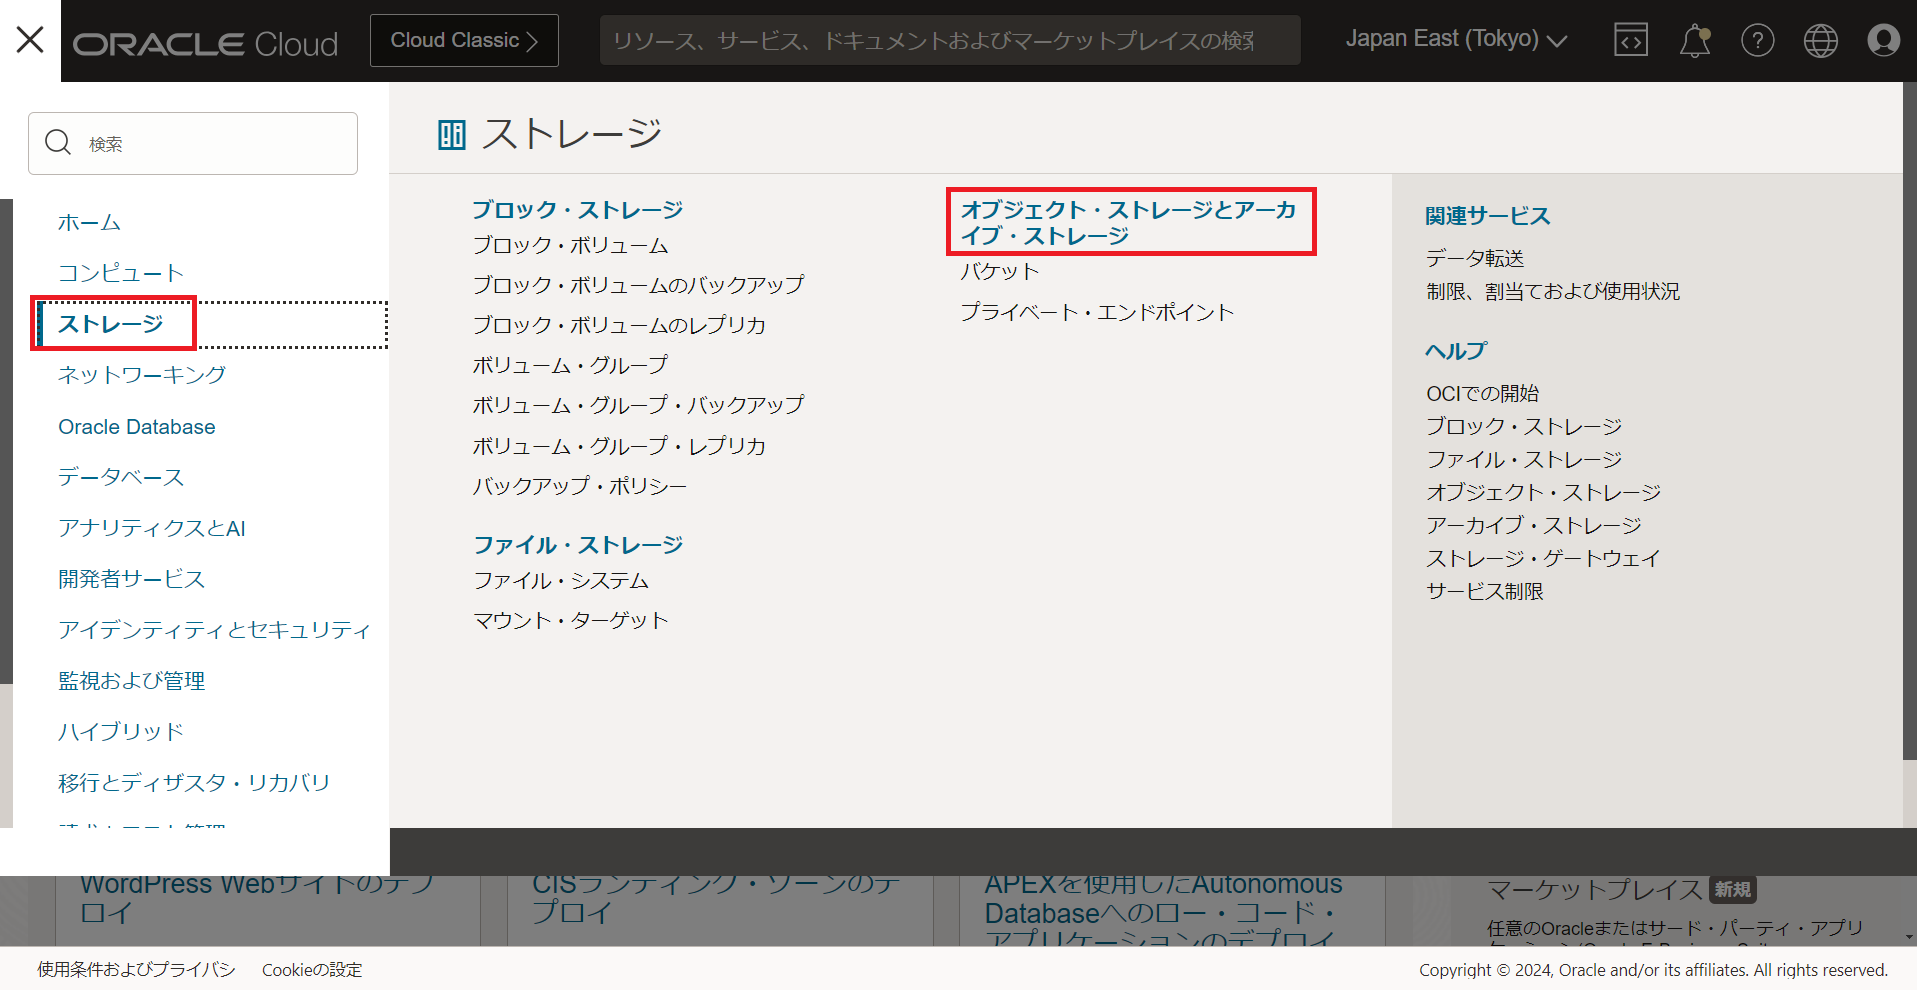 ORACLE Cloud
Cloud Classic
リソース、サービス、ドキュメントおよびマーケットプレイスの検索
Japan East (Tokyo)
検索
ホーム
コンピュート
ストレージ
ネットワーキング
Oracle Database
データベース
アナリティクスとAI
開発者サービス
アイデンティティとセキュリティ
監視および管理
ハイブリッド
移行とディザスタ・リカバリ
ストレージ
ブロック・ストレージ
ブロック・ボリューム
ブロック・ボリュームのバックアップ
ブロック・ボリュームのレプリカ
ボリューム・グループ
ボリューム・グループ・バックアップ
ボリューム・グループ・レプリカ
バックアップ・ポリシー
ファイル・ストレージ
ファイル・システム
マウント・ターゲット
オブジェクト・ストレージとアーカ
イブ・ストレージ
バケット
プライベート・エンドポイント
関連サービス
データ転送
制限、割当ておよび使用状況
ヘルプ
OCIでの開始
ブロック・ストレージ
ファイル・ストレージ
オブジェクト・ストレージ
アーカイブ・ストレージ
ストレージ・ゲートウェイ
サービス制限
WordPress Webサイトのデプ
ロイ
CISランディング・ゾーンのデ
プロイ
APEXを使用したAutonomous
Databaseへのロー・コード・
アプリケーションのデプロイ
マーケットプレイス 新規
任意のOracleまたはサード・パーティ・アプリ
使用条件およびプライバシ
Cookieの設定
Copyright © 2024, Oracle and/or its affiliates. All rights reserved.